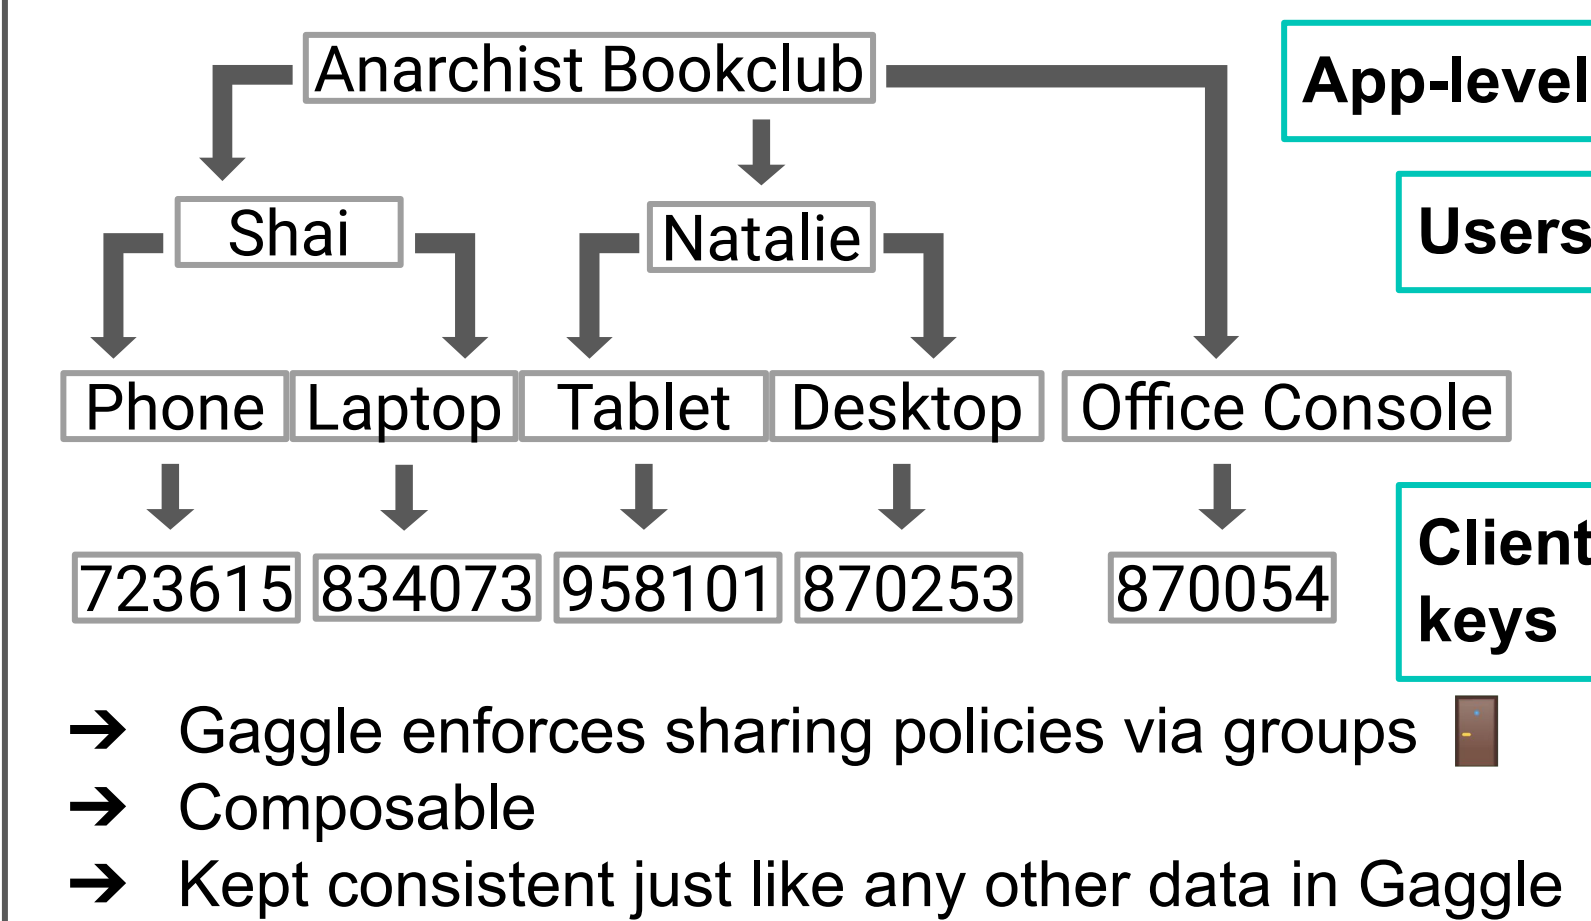 Anarchist Bookclub
App-level
Shai
Natalie
Users
Phone
Laptop
Tablet
Desktop
Office Console
723615
834073
958101
870253
870054
Client
keys
➔ Gaggle enforces sharing policies via groups 🚪
➔ Composable
➔ Kept consistent just like any other data in Gaggle